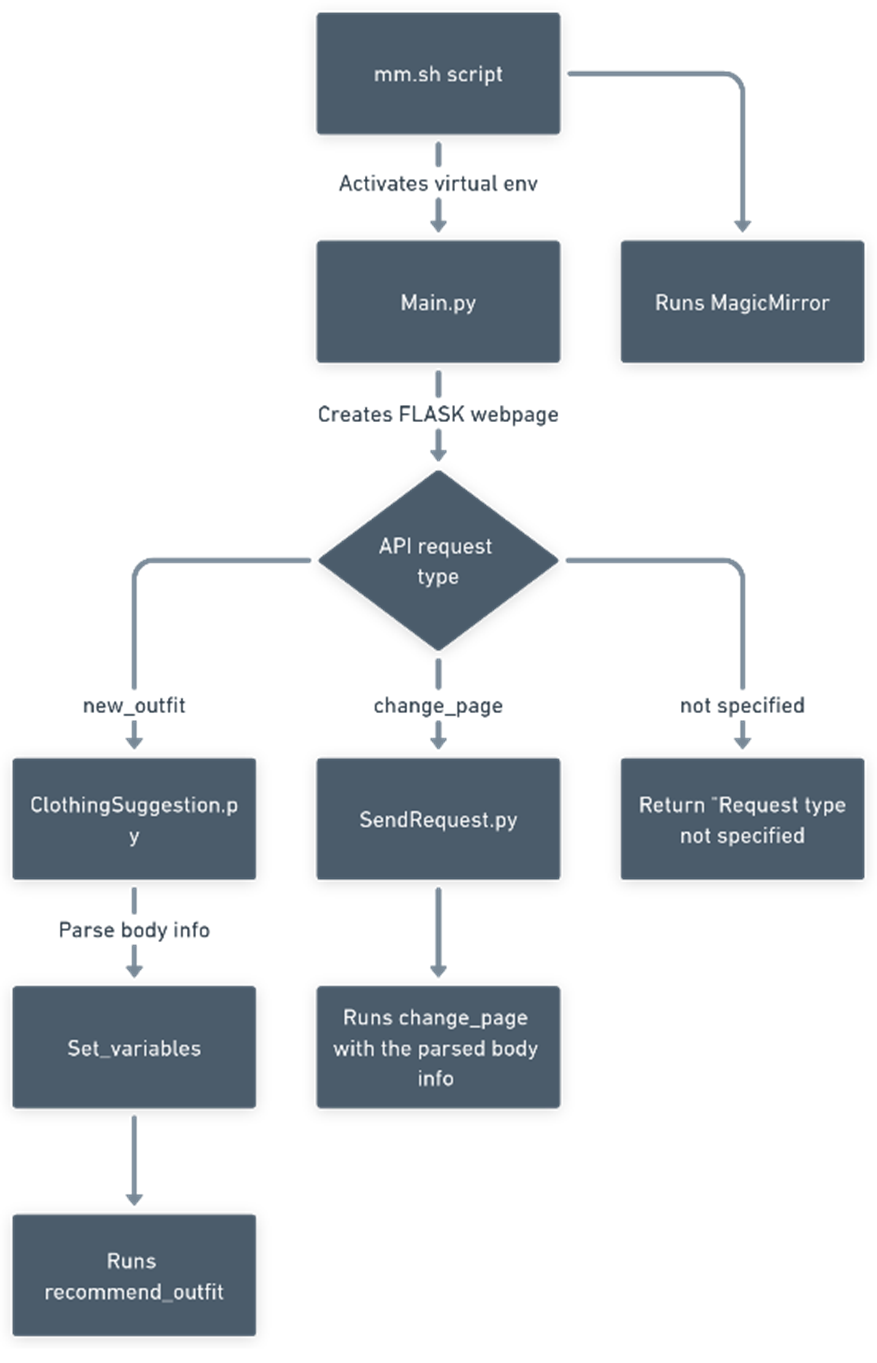 mm.sh script
Activates virtual env
Main.py
Runs MagicMirror
Creates FLASK webpage
API request
type
new_outfit
change_page
not specified
ClothingSuggestion.p
y
SendRequest.py
Return "Request type
not specified
Parse body info
Set_variables
Runs change_page
with the parsed body
info
Runs
recommend_outfit